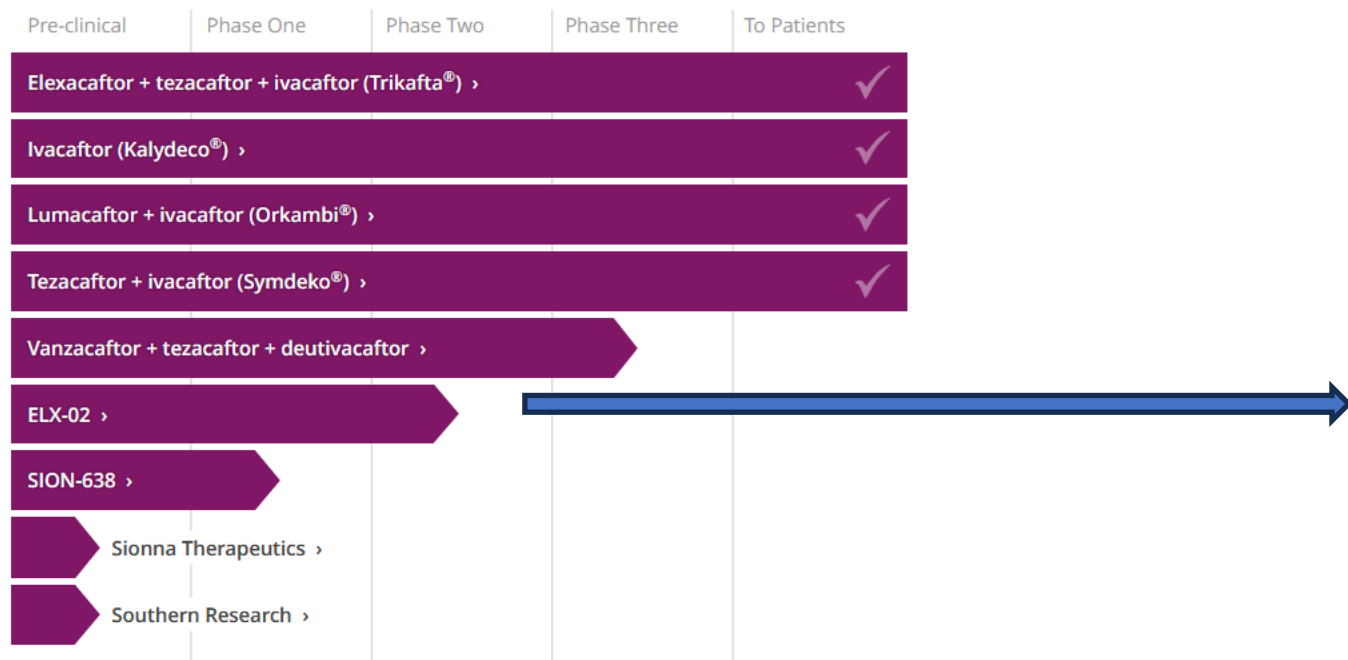 Pre-clinical Phase One Phase Two Phase Three To Patients
Elexacaftor + tezacaftor + ivacaftor (Trikafta®) ›
Ivacaftor (Kalydeco®) ›
Lumacaftor + ivacaftor (Orkambi®) ›
Tezacaftor + ivacaftor (Symdeko®) ›
Vanzacaftor + tezacaftor + deutivacaftor ›
ELX-02 ›
SION-638 ›
Sionna Therapeutics ›
Southern Research ›